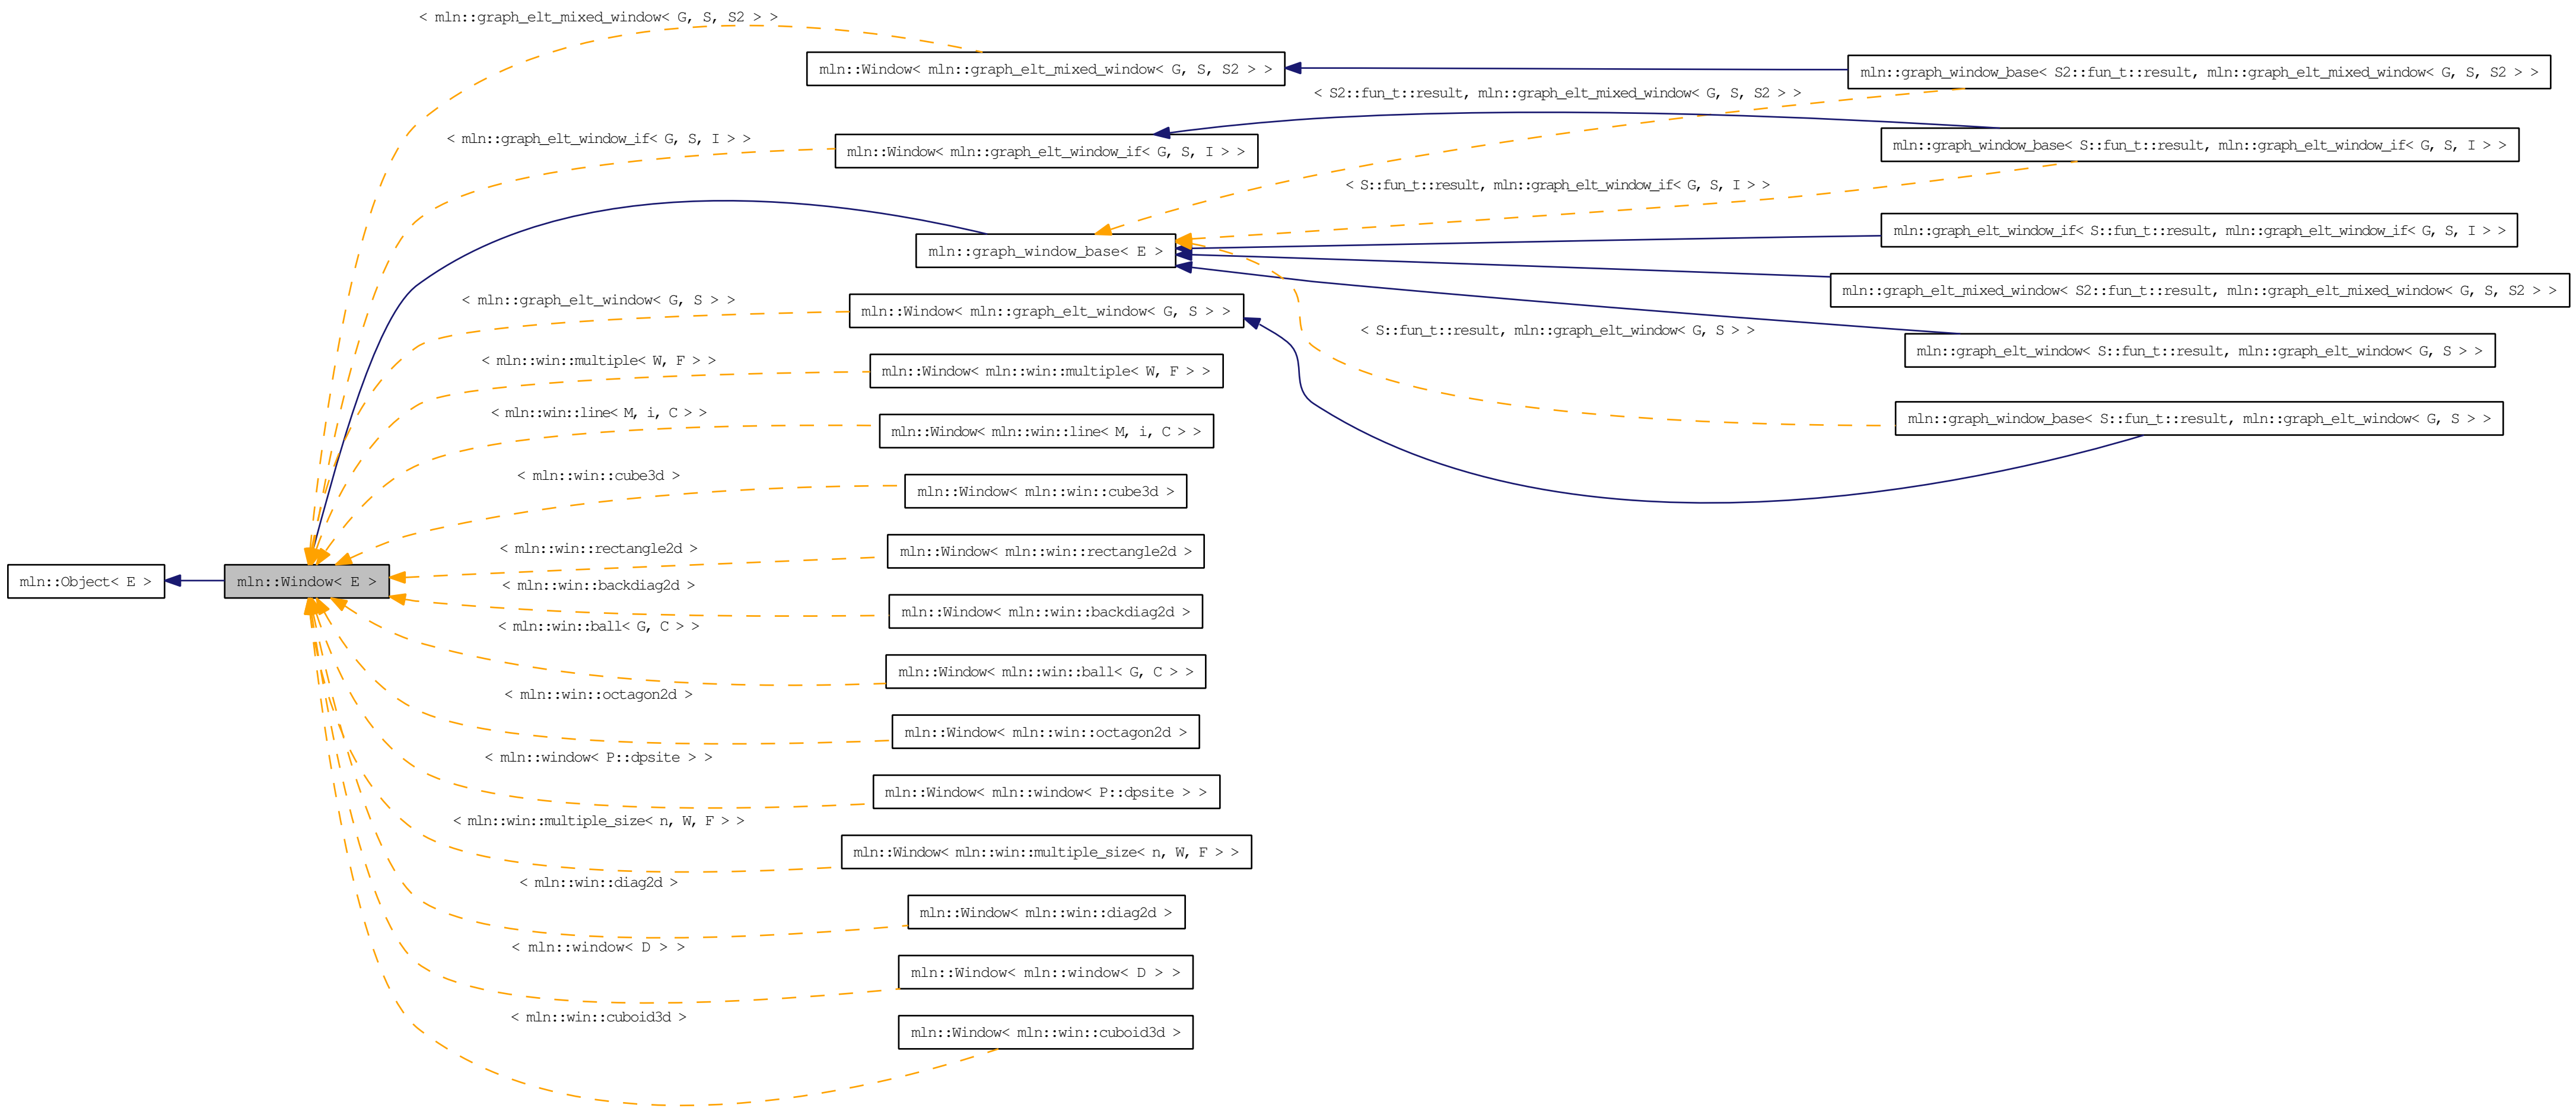 < mln::graph_elt_mixed_window< G, S, S2 > >
mln::Window< mln::graph_elt_mixed_window< G, S, S2 > >
mln::graph_window_base< S2::fun_t::result, mln::graph_elt_mixed_window< G, S, S2 > >
< S2::fun_t::result, mln::graph_elt_mixed_window< G, S, S2 > >
< mln::graph_elt_window_if< G, S, I > >
mln::Window< mln::graph_elt_window_if< G, S, I > >
mln::graph_window_base< S::fun_t::result, mln::graph_elt_window_if< G, S, I > >
< S::fun_t::result, mln::graph_elt_window_if< G, S, I > >
mln::graph_elt_window_if< S::fun_t::result, mln::graph_elt_window_if< G, S, I > >
mln::graph_window_base< E >
mln::graph_elt_mixed_window< S2::fun_t::result, mln::graph_elt_mixed_window< G, S, S2 > >
< mln::graph_elt_window< G, S > >
mln::Window< mln::graph_elt_window< G, S > >
< S::fun_t::result, mln::graph_elt_window< G, S > >
mln::graph_elt_window< S::fun_t::result, mln::graph_elt_window< G, S > >
< mln::win::multiple< W, F > >
mln::Window< mln::win::multiple< W, F > >
< mln::win::line< M, i, C > >
mln::Window< mln::win::line< M, i, C > >
mln::graph_window_base< S::fun_t::result, mln::graph_elt_window< G, S > >
< mln::win::cube3d >
mln::Window< mln::win::cube3d >
< mln::win::rectangle2d >
mln::Window< mln::win::rectangle2d >
mln::Object< E >
mln::Window< E >
< mln::win::backdiag2d >
mln::Window< mln::win::backdiag2d >
< mln::win::ball< G, C > >
mln::Window< mln::win::ball< G, C > >
< mln::win::octagon2d >
mln::Window< mln::win::octagon2d >
< mln::window< P::dpsite > >
mln::Window< mln::window< P::dpsite > >
< mln::win::multiple_size< n, W, F > >
mln::Window< mln::win::multiple_size< n, W, F > >
< mln::win::diag2d >
mln::Window< mln::win::diag2d >
< mln::window< D > >
mln::Window< mln::window< D > >
< mln::win::cuboid3d >
mln::Window< mln::win::cuboid3d >